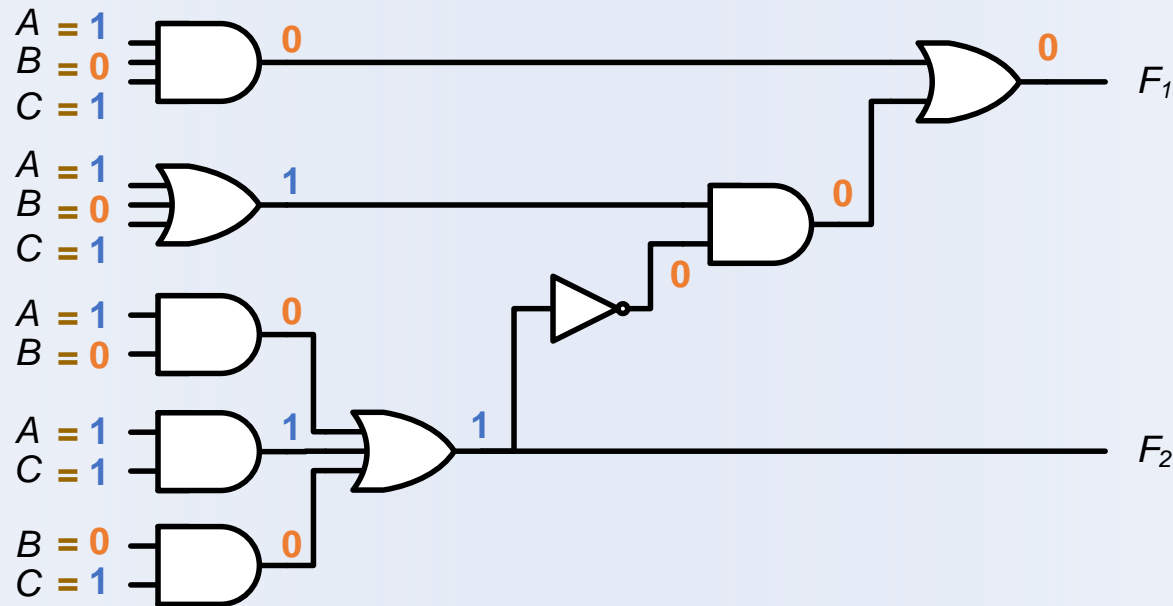 A = 1
B = 0
C = 1
0
0
F₁
A = 1
B = 0
C = 1
1
0
0
A = 1
B = 0
0
A = 1
C = 1
1
1
F₂
B = 0
C = 1
0